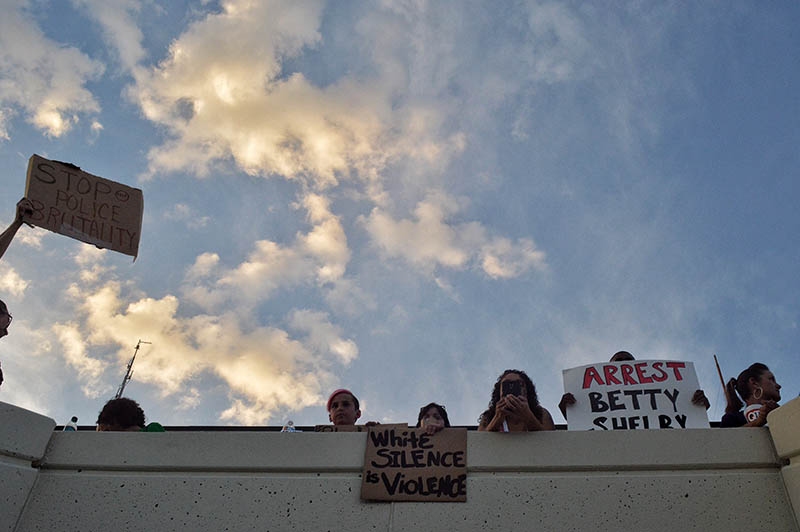 STOP
POLICE
BRUTALITY
WHITE
SILENCE
is VIOLENCE
ARREST
BETTY
SHELBY